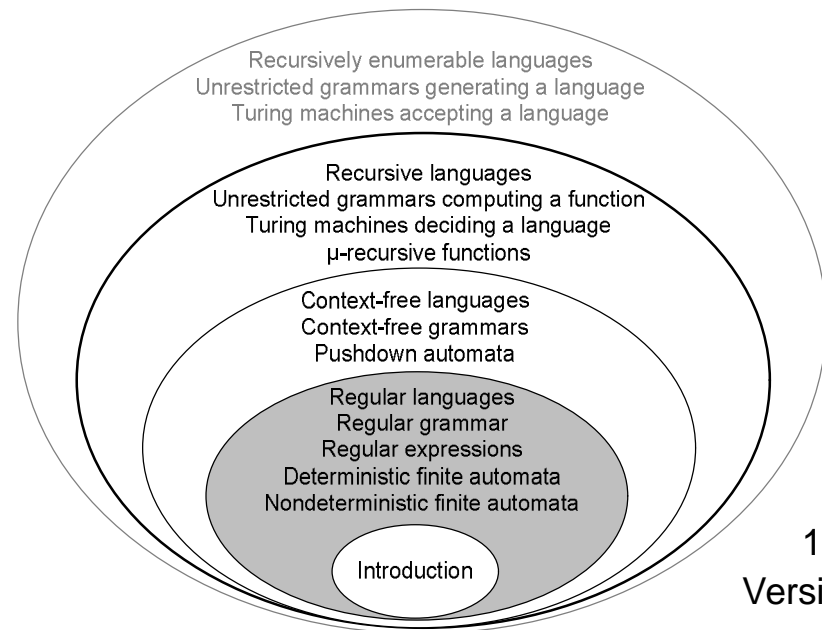 Recursively enumerable languages
Unrestricted grammars generating a language
Turing machines accepting a language
Recursive languages
Unrestricted grammars computing a function
Turing machines deciding a language
μ-recursive functions
Context-free languages
Context-free grammars
Pushdown automata
Regular languages
Regular grammar
Regular expressions
Deterministic finite automata
Nondeterministic finite automata
Introduction
1
Versi